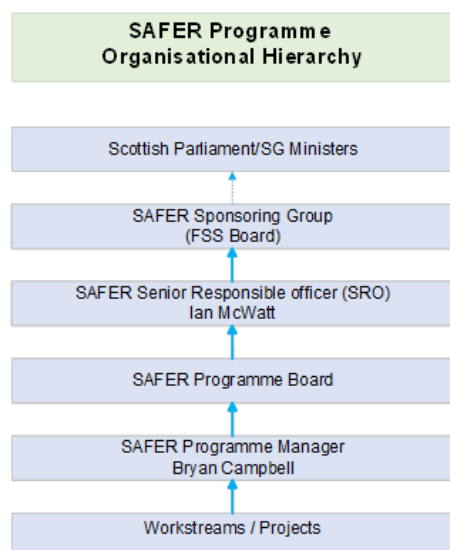 SAFER Programme
Organisational Hierarchy
Scottish Parliament/SG Ministers
SAFER Sponsoring Group
(FSS Board)
SAFER Senior Responsible officer (SRO)
Ian McWatt
SAFER Programme Board
SAFER Programme Manager
Bryan Campbell
Workstreams / Projects